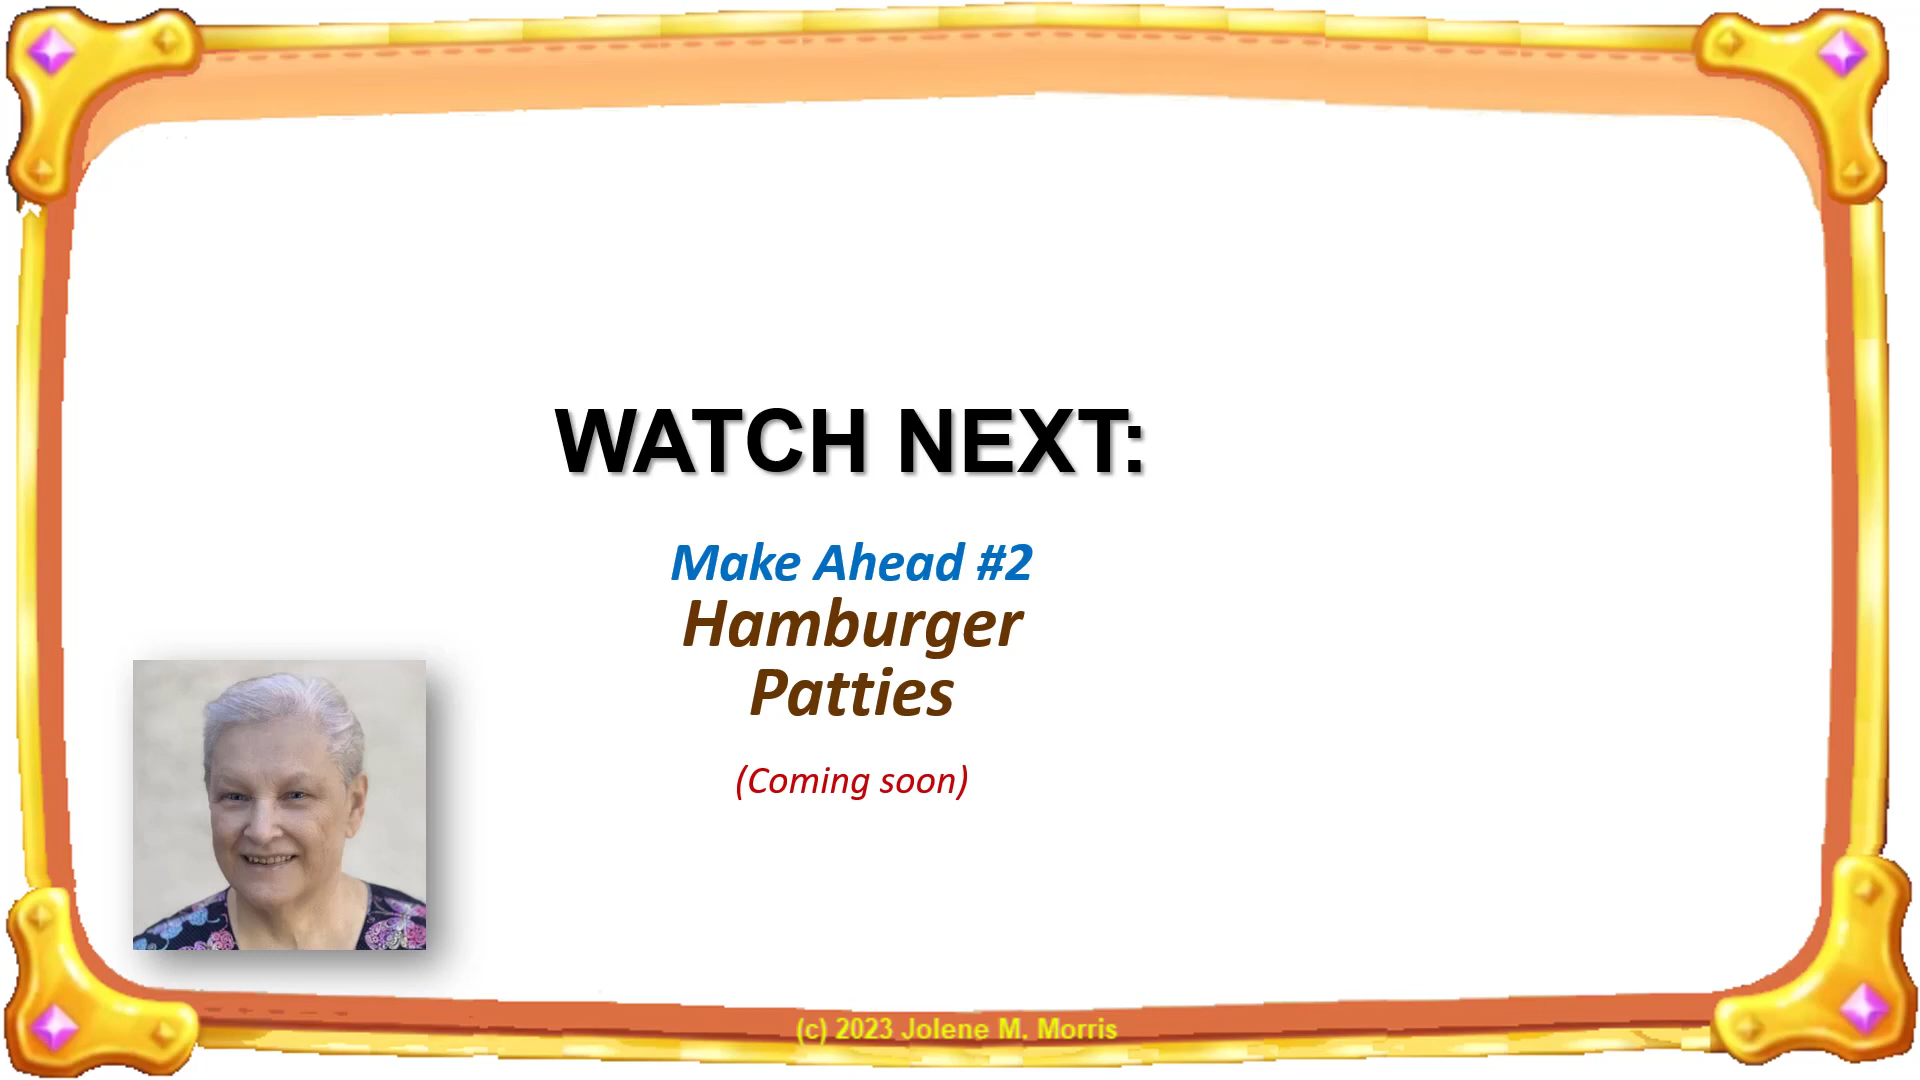 WATCH NEXT:
Make Ahead #2
Hamburger
Patties
(Coming soon)
(c) 2023 Jolene M. Morris